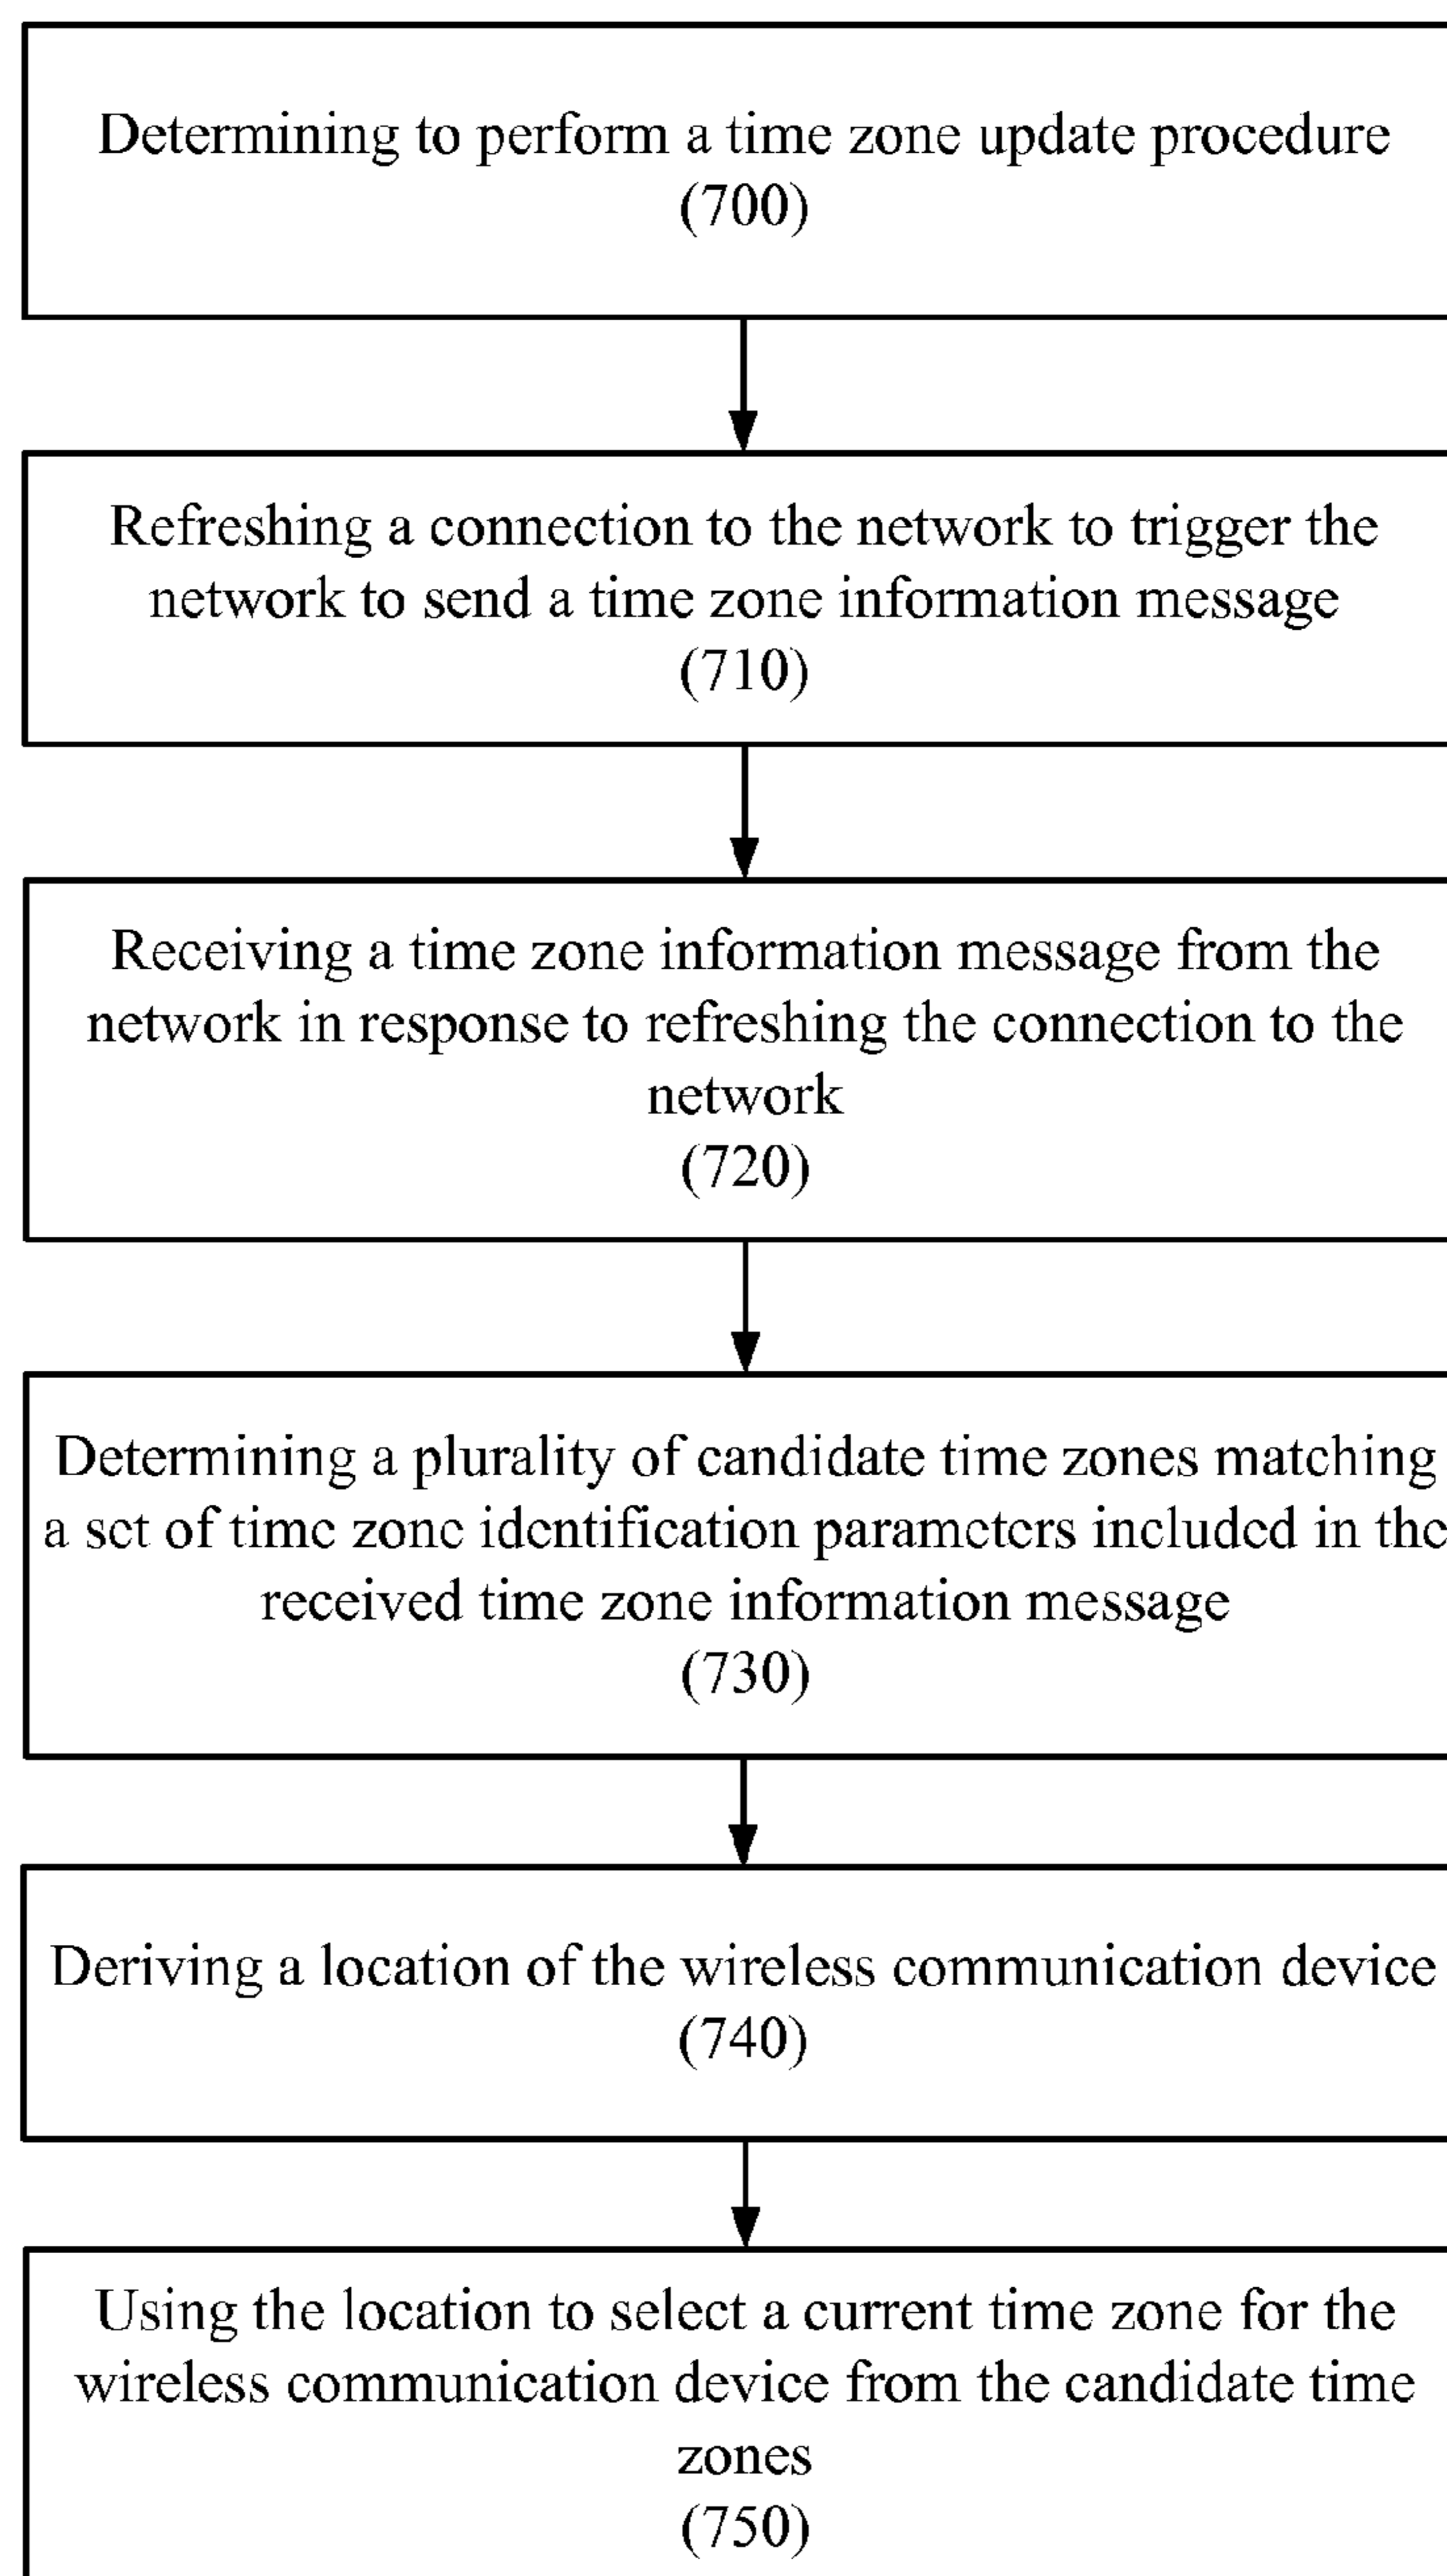 Determining to perform a time zone update procedure
(700)
Refreshing a connection to the network to trigger the
network to send a time zone information message
(710)
Receiving a time zone information message from the
network in response to refreshing the connection to the
network
(720)
Determining a plurality of candidate time zones matching
a set of time zone identification parameters included in the
received time zone information message
(730)
Deriving a location of the wireless communication device
(740)
Using the location to select a current time zone for the
wireless communication device from the candidate time
zones
(750)